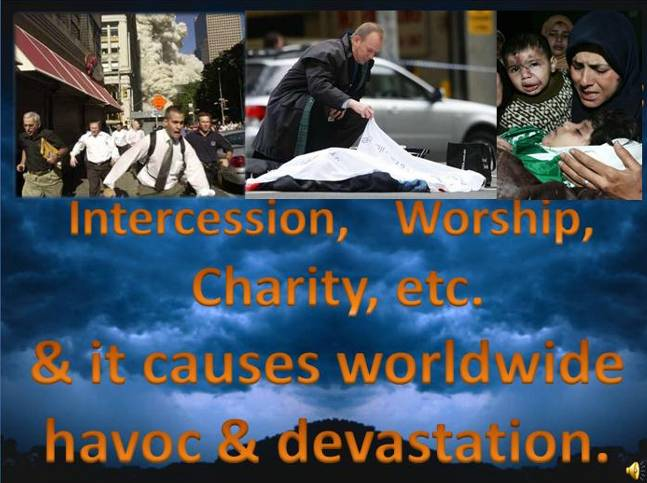 Intercession, Worship,
Charity, etc.
& it causes worldwide
havoc & devastation.